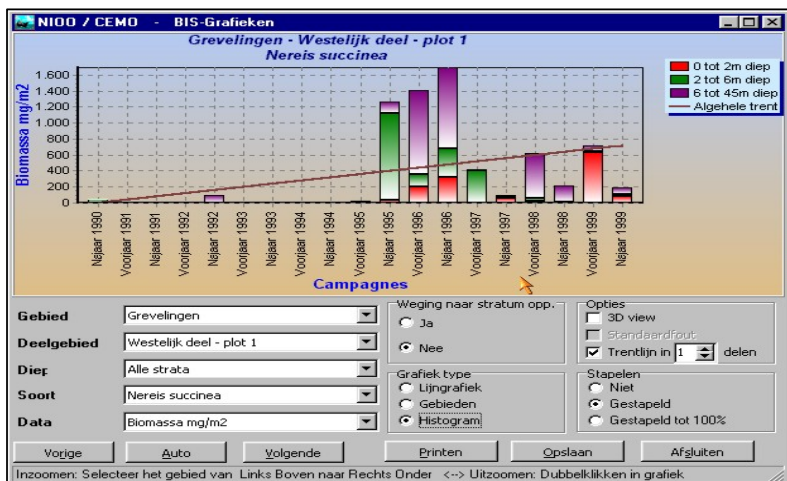 NIOO / CEMO - BIS-Grafieken
Grevelingen - Westelijk deel - plot 1
Nereis succinea
0 tot 2m diep
2 tot 6m diep
6 tot 45m diep
Algehele trent
Biomassa mg/m2
1.600
1.400
1.200
1.000
800
600
400
200
0
Najaar 1990
Voorjaar 1991
Najaar 1991
Voorjaar 1992
Najaar 1992
Voorjaar 1993
Najaar 1993
Voorjaar 1994
Najaar 1994
Voorjaar 1995
Najaar 1995
Voorjaar 1996
Najaar 1996
Voorjaar 1997
Najaar 1997
Voorjaar 1998
Najaar 1998
Voorjaar 1999
Najaar 1999
Campagnes
Gebied Grevelingen
Deelgebied Westelijk deel - plot 1
Diep Alle strata
Soort Nereis succinea
Data Biomassa mg/m2
Weging naar stratum opp.
Ja
Nee
Grafiek type
Lijngrafiek
Gebieden
Histogram
Opties
3D view
Standaardfout
Trentlijn in 1 delen
Stapelen
Niet
Gestapeld
Gestapeld tot 100%
Vorige Auto Volgende Printen Opslaan Afsluiten
Inzoomen: Selecteer het gebied van Links Boven naar Rechts Onder <--> Uitzoomen: Dubbelklikken in grafiek